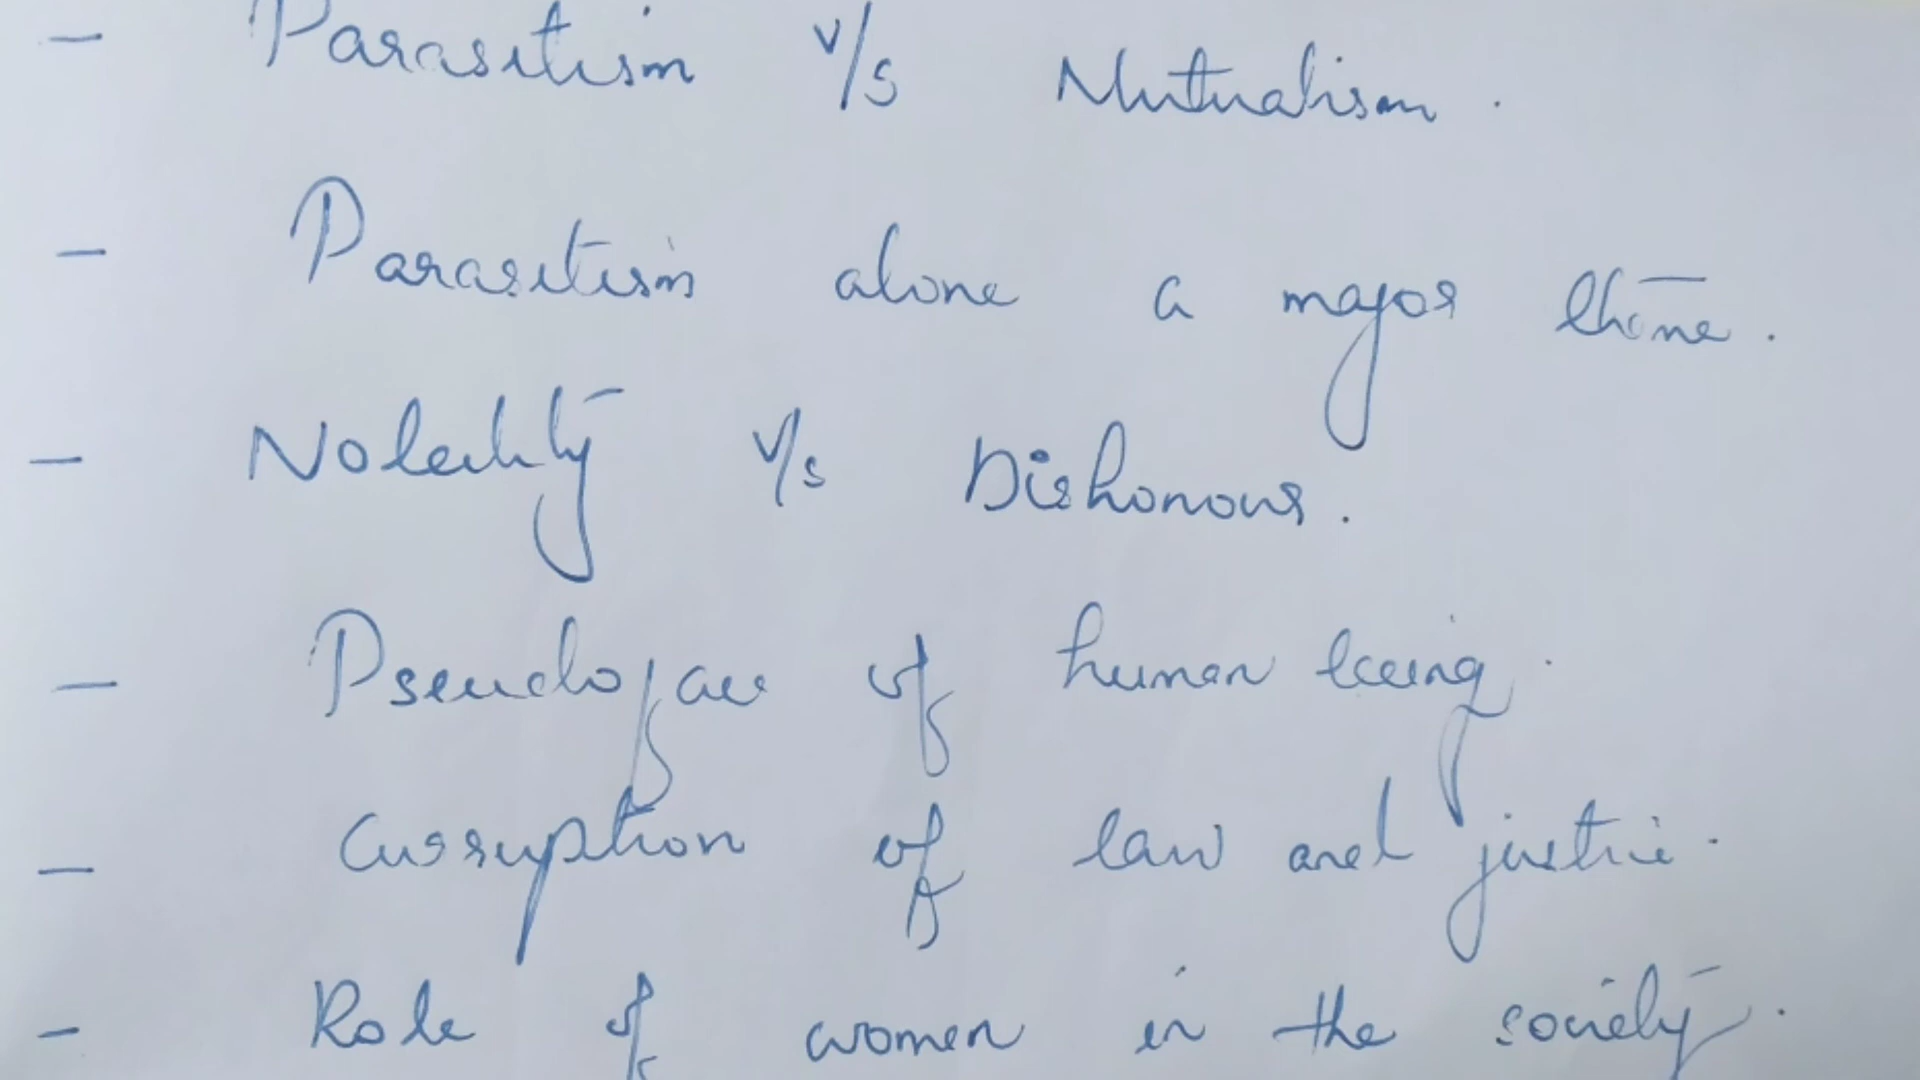 - Parasitism v/s Mutualism.
- Parasitism alone a major theme.
- Nobility v/s Dishonour.
- Pseudoface of human being.
- Curruption of law and justice.
- Role of women in the society.